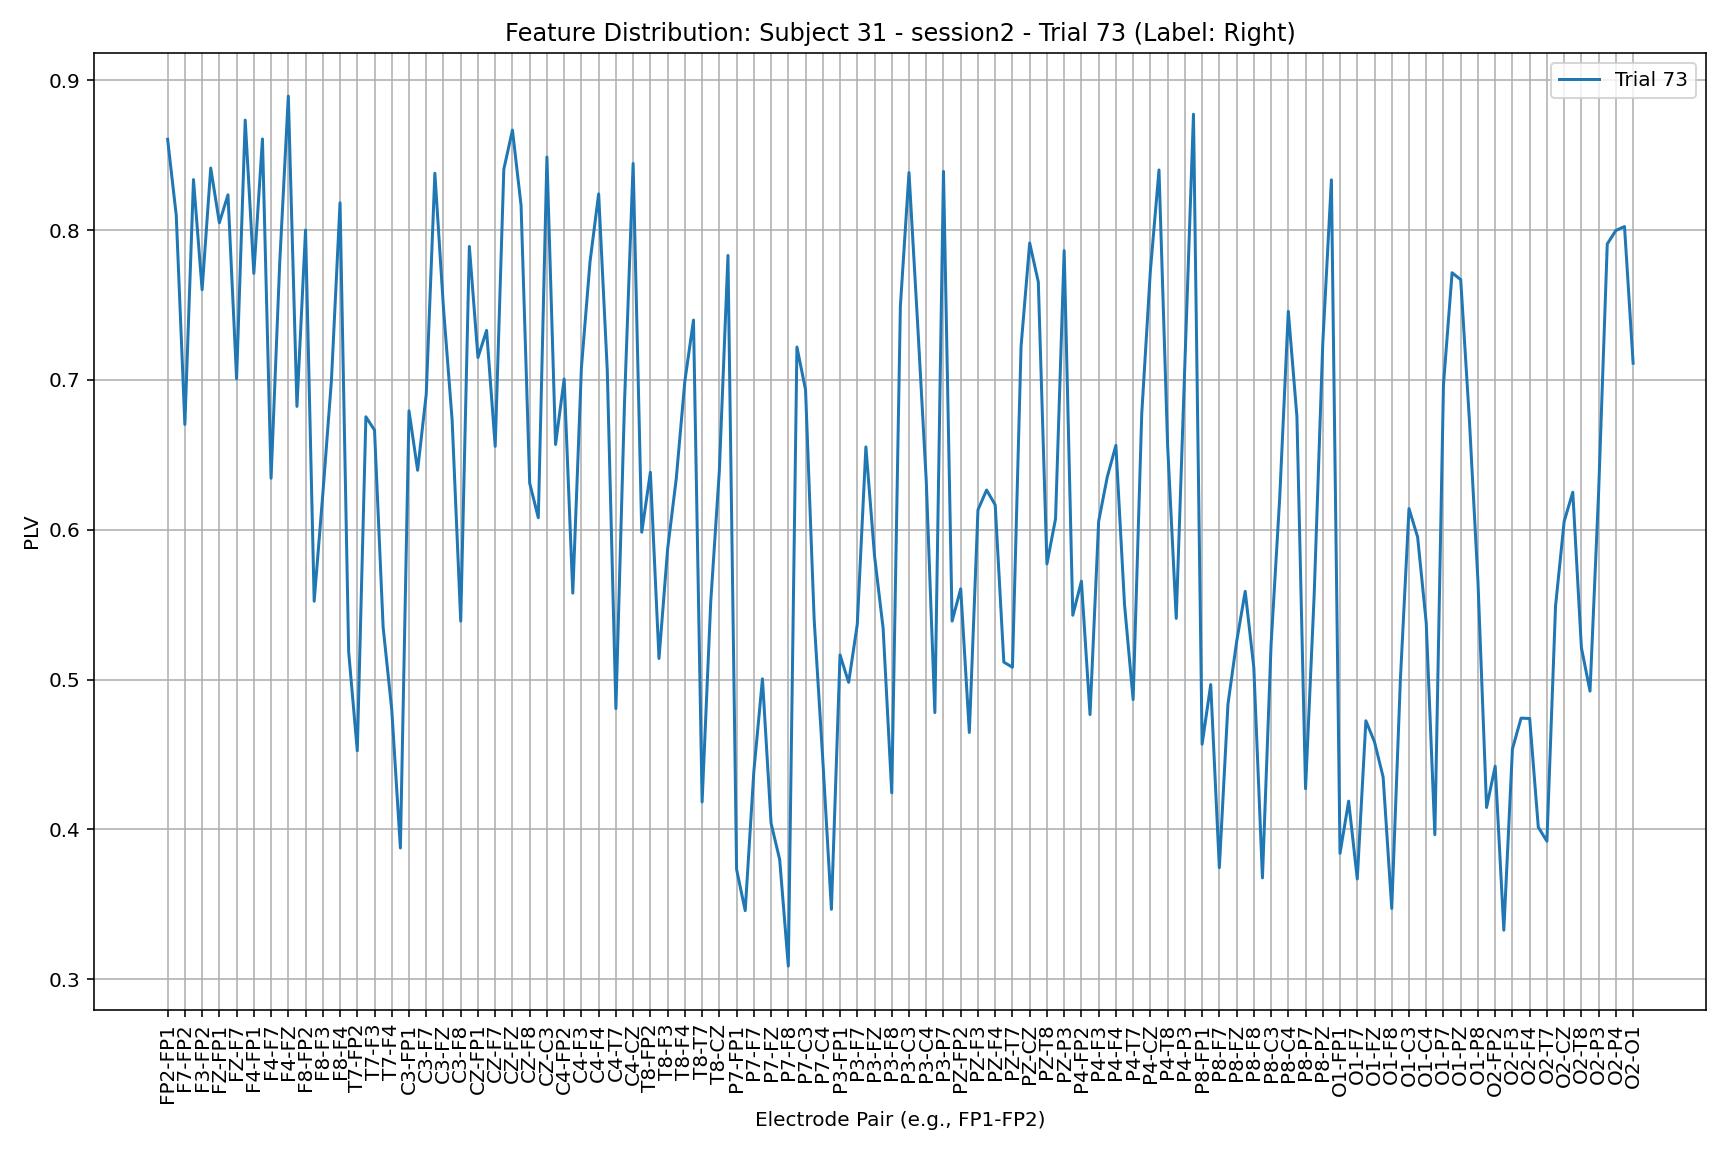 Feature Distribution: Subject 31 - session2 - Trial 73 (Label: Right)
Trial 73
PLV
0.9
0.8
0.7
0.6
0.5
0.4
0.3
FP2-FP1
F7-FP2
F3-FP2
FZ-FP1
FZ-F7
F4-FP1
F4-F7
F4-FZ
F8-FP2
F8-F3
F8-F4
T7-FP2
T7-F3
T7-F4
C3-FP1
C3-F7
C3-FZ
C3-F8
CZ-FP1
CZ-F7
CZ-FZ
CZ-F8
CZ-C3
C4-FP2
C4-F3
C4-F4
C4-T7
C4-CZ
T8-FP2
T8-F3
T8-F4
T8-T7
T8-CZ
P7-FP1
P7-F7
P7-FZ
P7-F8
P7-C3
P7-C4
P3-FP1
P3-F7
P3-FZ
P3-F8
P3-C3
P3-C4
P3-P7
PZ-FP2
PZ-F3
PZ-F4
PZ-T7
PZ-CZ
PZ-T8
PZ-P3
P4-FP2
P4-F3
P4-F4
P4-T7
P4-CZ
P4-T8
P4-P3
P8-FP1
P8-F7
P8-FZ
P8-F8
P8-C3
P8-C4
P8-P7
P8-PZ
O1-FP1
O1-F7
O1-FZ
O1-F8
O1-C3
O1-C4
O1-P7
O1-PZ
O1-P8
O2-FP2
O2-F3
O2-F4
O2-T7
O2-CZ
O2-T8
O2-P3
O2-P4
O2-O1
Electrode Pair (e.g., FP1-FP2)